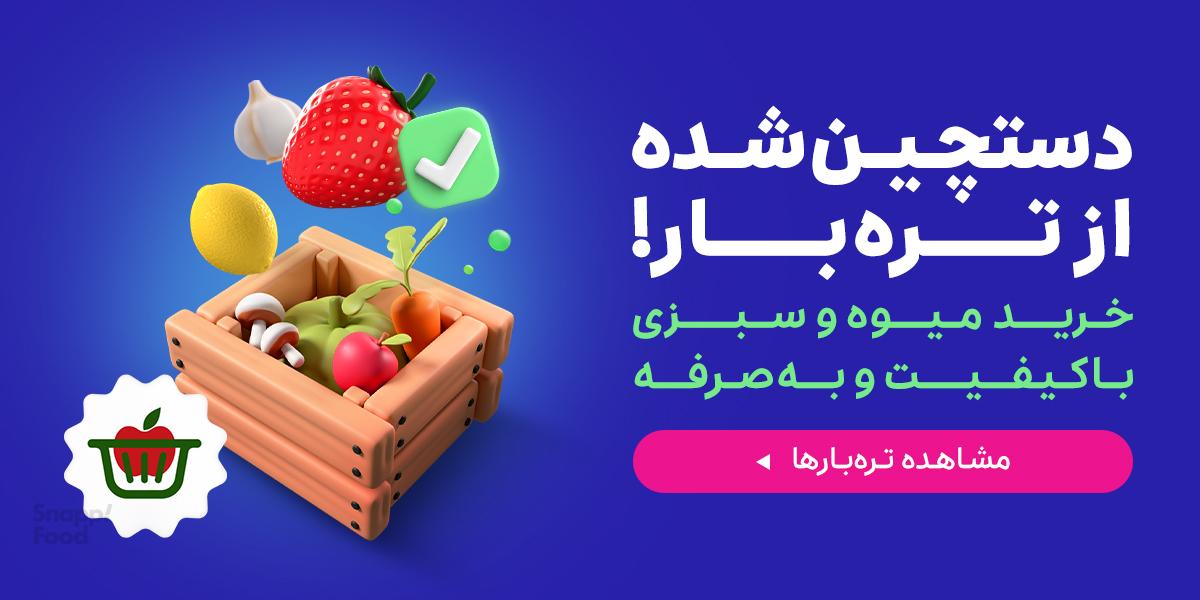 دستچین‌شده
از تره‌بار!
خرید میوه و سبزی
باکیفیت و به‌صرفه
مشاهده تره‌بارها
Snapp!
Food